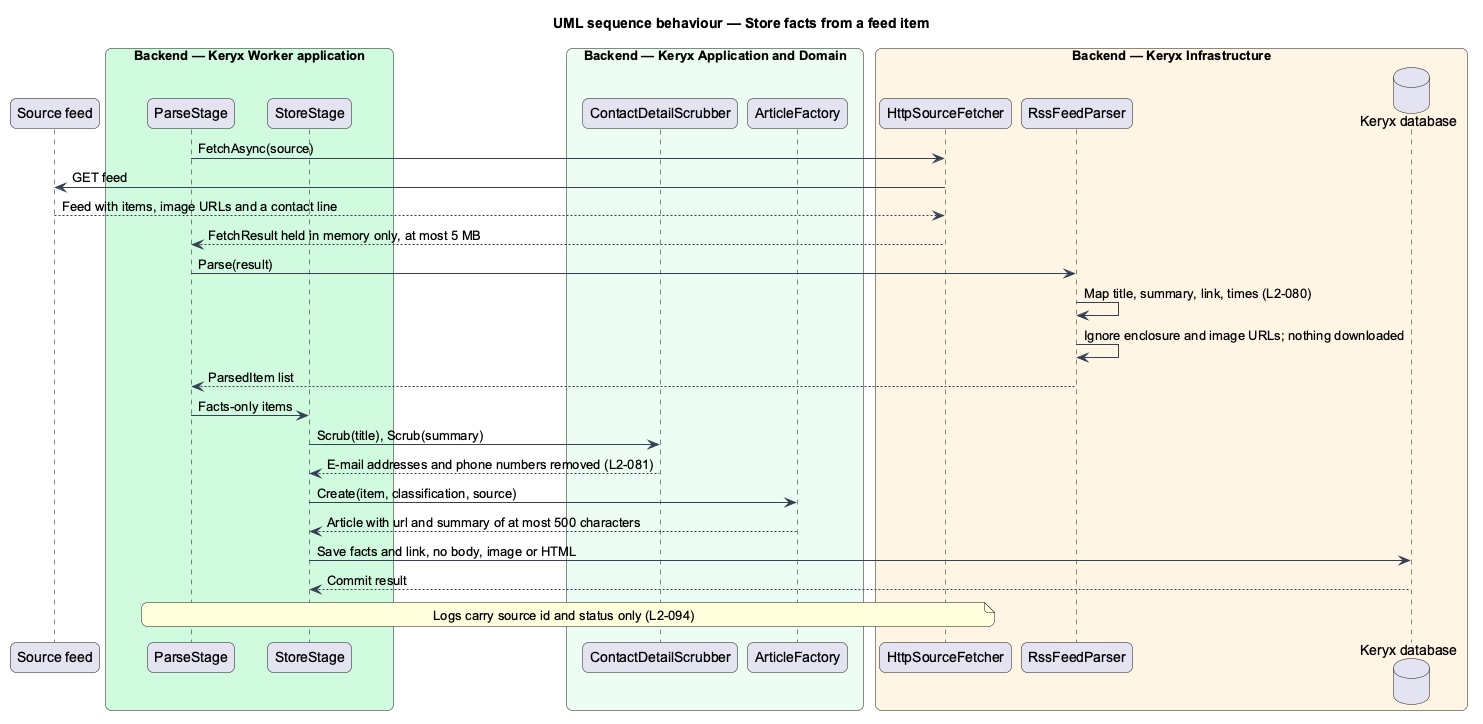 UML sequence behaviour — Store facts from a feed item
Backend — Keryx Worker application
Backend — Keryx Application and Domain
Backend — Keryx Infrastructure
Source feed
ParseStage
StoreStage
ContactDetailScrubber
ArticleFactory
HttpSourceFetcher
RssFeedParser
Keryx database
FetchAsync(source)
GET feed
Feed with items, image URLs and a contact line
FetchResult held in memory only, at most 5 MB
Parse(result)
Map title, summary, link, times (L2-080)
Ignore enclosure and image URLs; nothing downloaded
ParsedItem list
Facts-only items
Scrub(title), Scrub(summary)
E-mail addresses and phone numbers removed (L2-081)
Create(item, classification, source)
Article with url and summary of at most 500 characters
Save facts and link, no body, image or HTML
Commit result
Logs carry source id and status only (L2-094)
Source feed
ParseStage
StoreStage
ContactDetailScrubber
ArticleFactory
HttpSourceFetcher
RssFeedParser
Keryx database